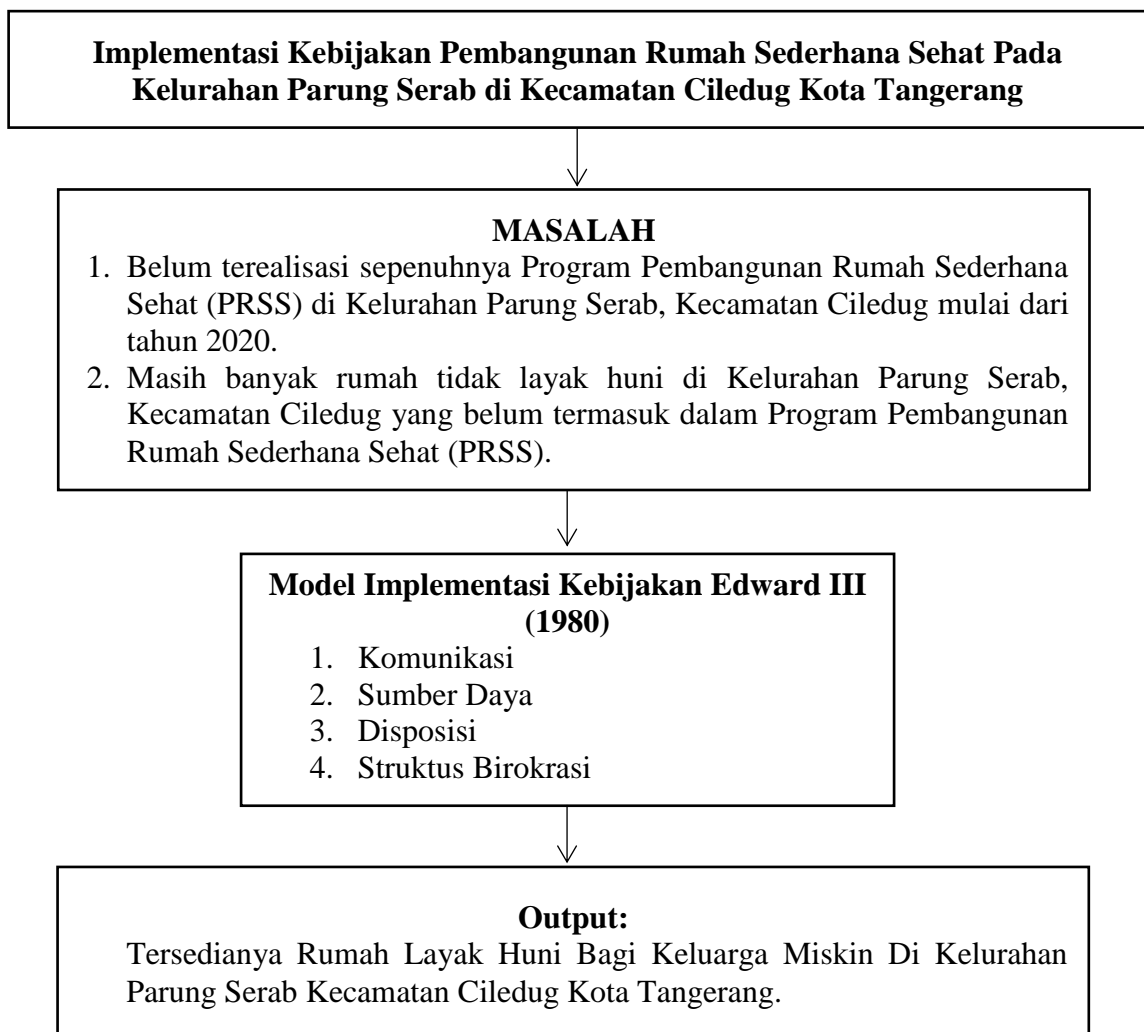 Implementasi Kebijakan Pembangunan Rumah Sederhana Sehat Pada
Kelurahan Parung Serab di Kecamatan Ciledug Kota Tangerang
MASALAH
1. Belum terealisasi sepenuhnya Program Pembangunan Rumah Sederhana
Sehat (PRSS) di Kelurahan Parung Serab, Kecamatan Ciledug mulai dari
tahun 2020.
2. Masih banyak rumah tidak layak huni di Kelurahan Parung Serab,
Kecamatan Ciledug yang belum termasuk dalam Program Pembangunan
Rumah Sederhana Sehat (PRSS).
Model Implementasi Kebijakan Edward III
(1980)
1. Komunikasi
2. Sumber Daya
3. Disposisi
4. Struktus Birokrasi
Output:
Tersedianya Rumah Layak Huni Bagi Keluarga Miskin Di Kelurahan
Parung Serab Kecamatan Ciledug Kota Tangerang.